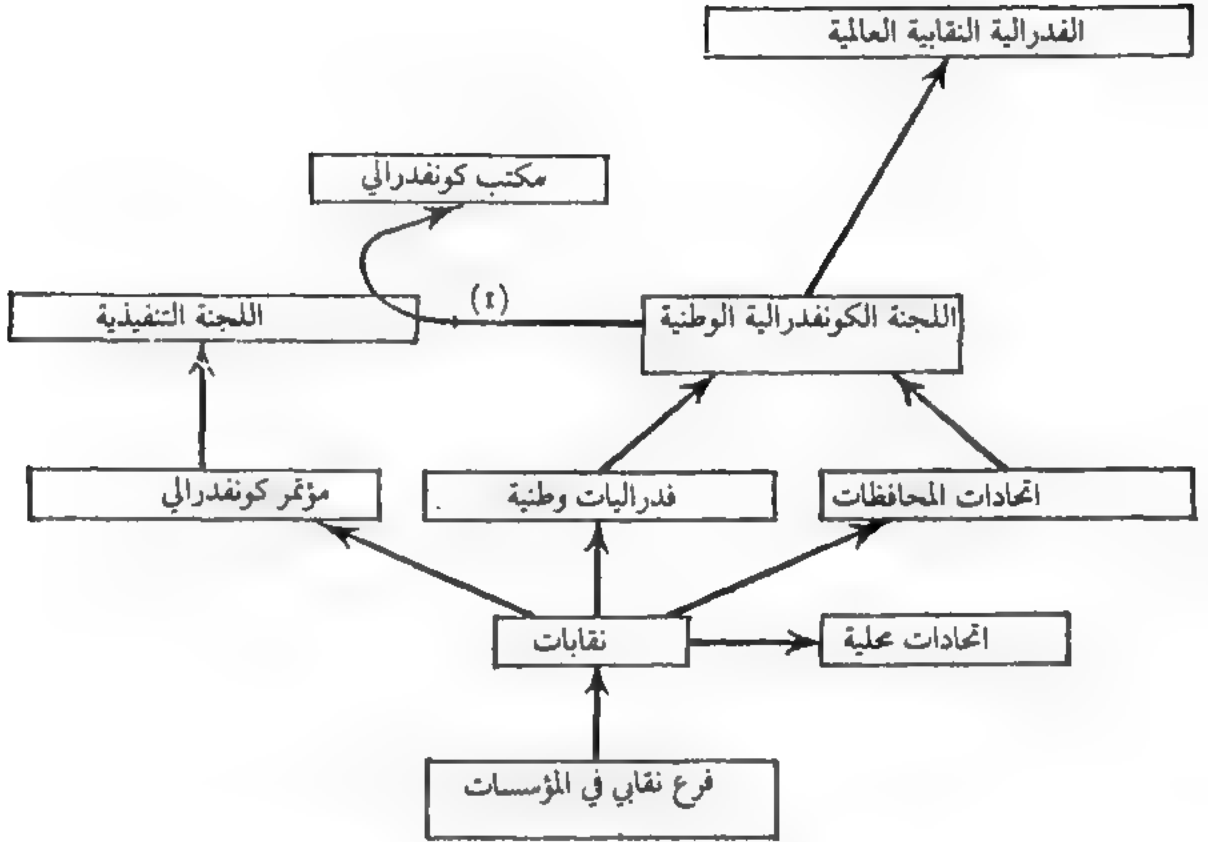 الفدرالية النقابية العالمية
مكتب كونفدرالي
(١)
اللجنة الكونفدرالية الوطنية
اللجنة التنفيذية
اتحادات المحافظات
فدراليات وطنية
مؤتمر كونفدرالي
نقابات
اتحادات محلية
فرع نقابي في المؤسسات